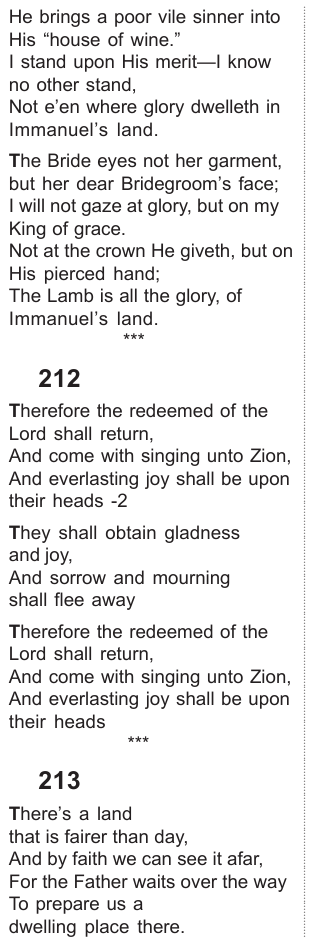 He brings a poor vile sinner into
His “house of wine.”
I stand upon His merit—I know
no other stand,
Not e’en where glory dwelleth in
Immanuel’s land.
The Bride eyes not her garment,
but her dear Bridegroom’s face;
I will not gaze at glory, but on my
King of grace.
Not at the crown He giveth, but on
His pierced hand;
The Lamb is all the glory, of
Immanuel’s land.
***
212
Therefore the redeemed of the
Lord shall return,
And come with singing unto Zion,
And everlasting joy shall be upon
their heads -2
They shall obtain gladness
and joy,
And sorrow and mourning
shall flee away
Therefore the redeemed of the
Lord shall return,
And come with singing unto Zion,
And everlasting joy shall be upon
their heads
***
213
There’s a land
that is fairer than day,
And by faith we can see it afar,
For the Father waits over the way
To prepare us a
dwelling place there.